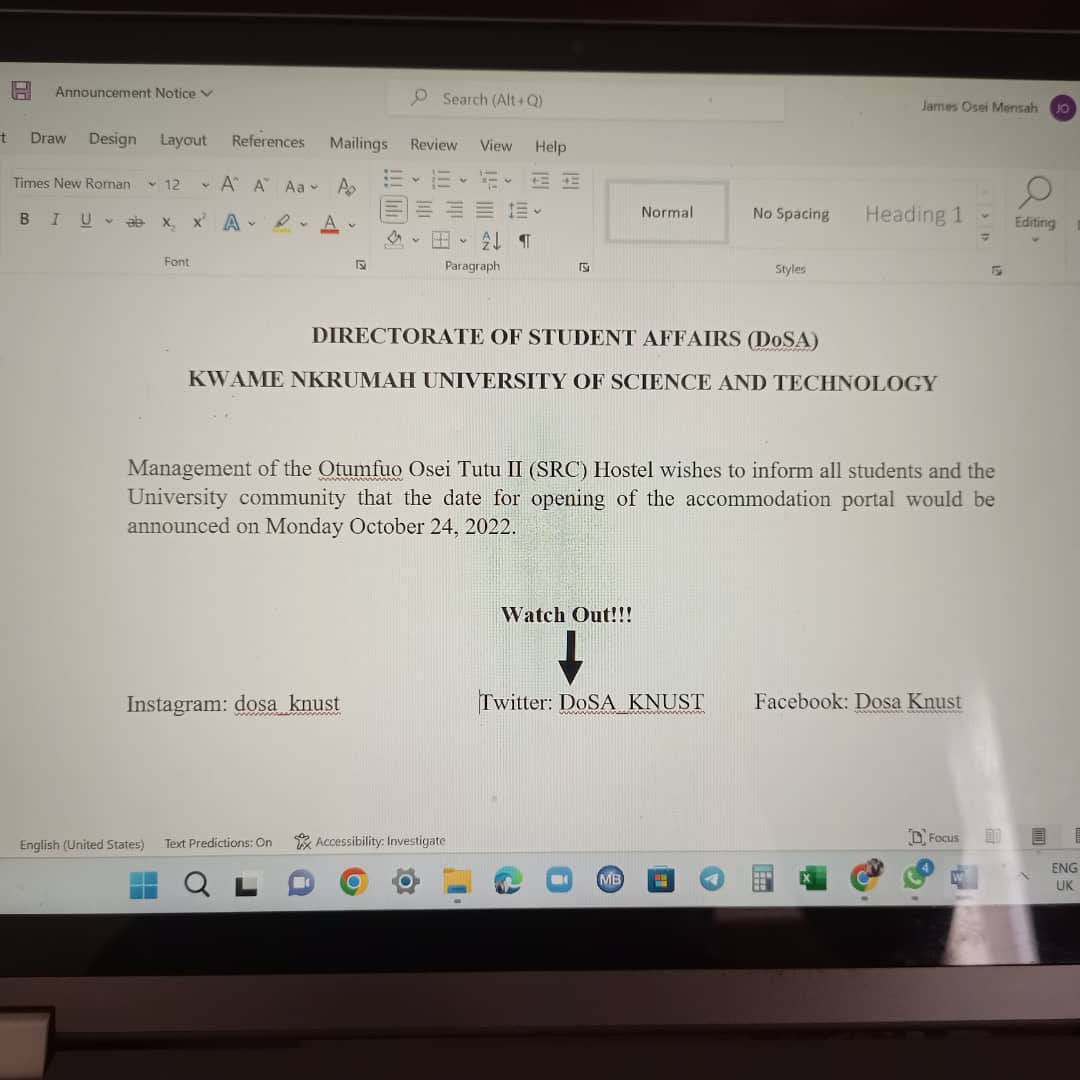 Announcement Notice
Search (Alt+Q)
James Osei Mensah
JO
t Draw Design Layout References Mailings Review View Help
Times New Roman 12 A A Aa A
B I U ab x₂ x² A A
Font
Paragraph
Normal
No Spacing
Heading 1
Styles
Editing
DIRECTORATE OF STUDENT AFFAIRS (DoSA)
KWAME NKRUMAH UNIVERSITY OF SCIENCE AND TECHNOLOGY
Management of the Otumfuo Osei Tutu II (SRC) Hostel wishes to inform all students and the
University community that the date for opening of the accommodation portal would be
announced on Monday October 24, 2022.
Watch Out!!!
Instagram: dosa_knust Twitter: DoSA_KNUST Facebook: Dosa Knust
English (United States) Text Predictions: On Accessibility: Investigate Focus
MB
4
ENG
UK